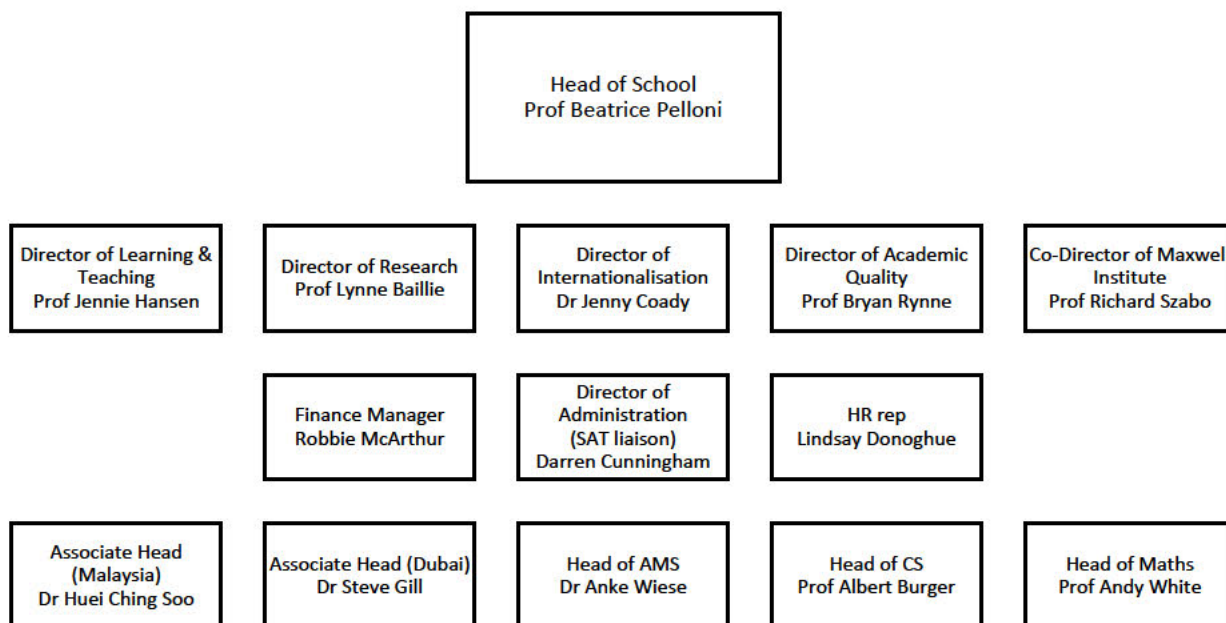 Head of School
Prof Beatrice Pelloni
Director of Learning &
Teaching
Prof Jennie Hansen
Director of Research
Prof Lynne Baillie
Director of
Internationalisation
Dr Jenny Coady
Director of Academic
Quality
Prof Bryan Rynne
Co-Director of Maxwel
Institute
Prof Richard Szabo
Finance Manager
Robbie McArthur
Director of
Administration
(SAT liaison)
Darren Cunningham
HR rep
Lindsay Donoghue
Associate Head
(Malaysia)
Dr Huei Ching Soo
Associate Head (Dubai)
Dr Steve Gill
Head of AMS
Dr Anke Wiese
Head of CS
Prof Albert Burger
Head of Maths
Prof Andy White